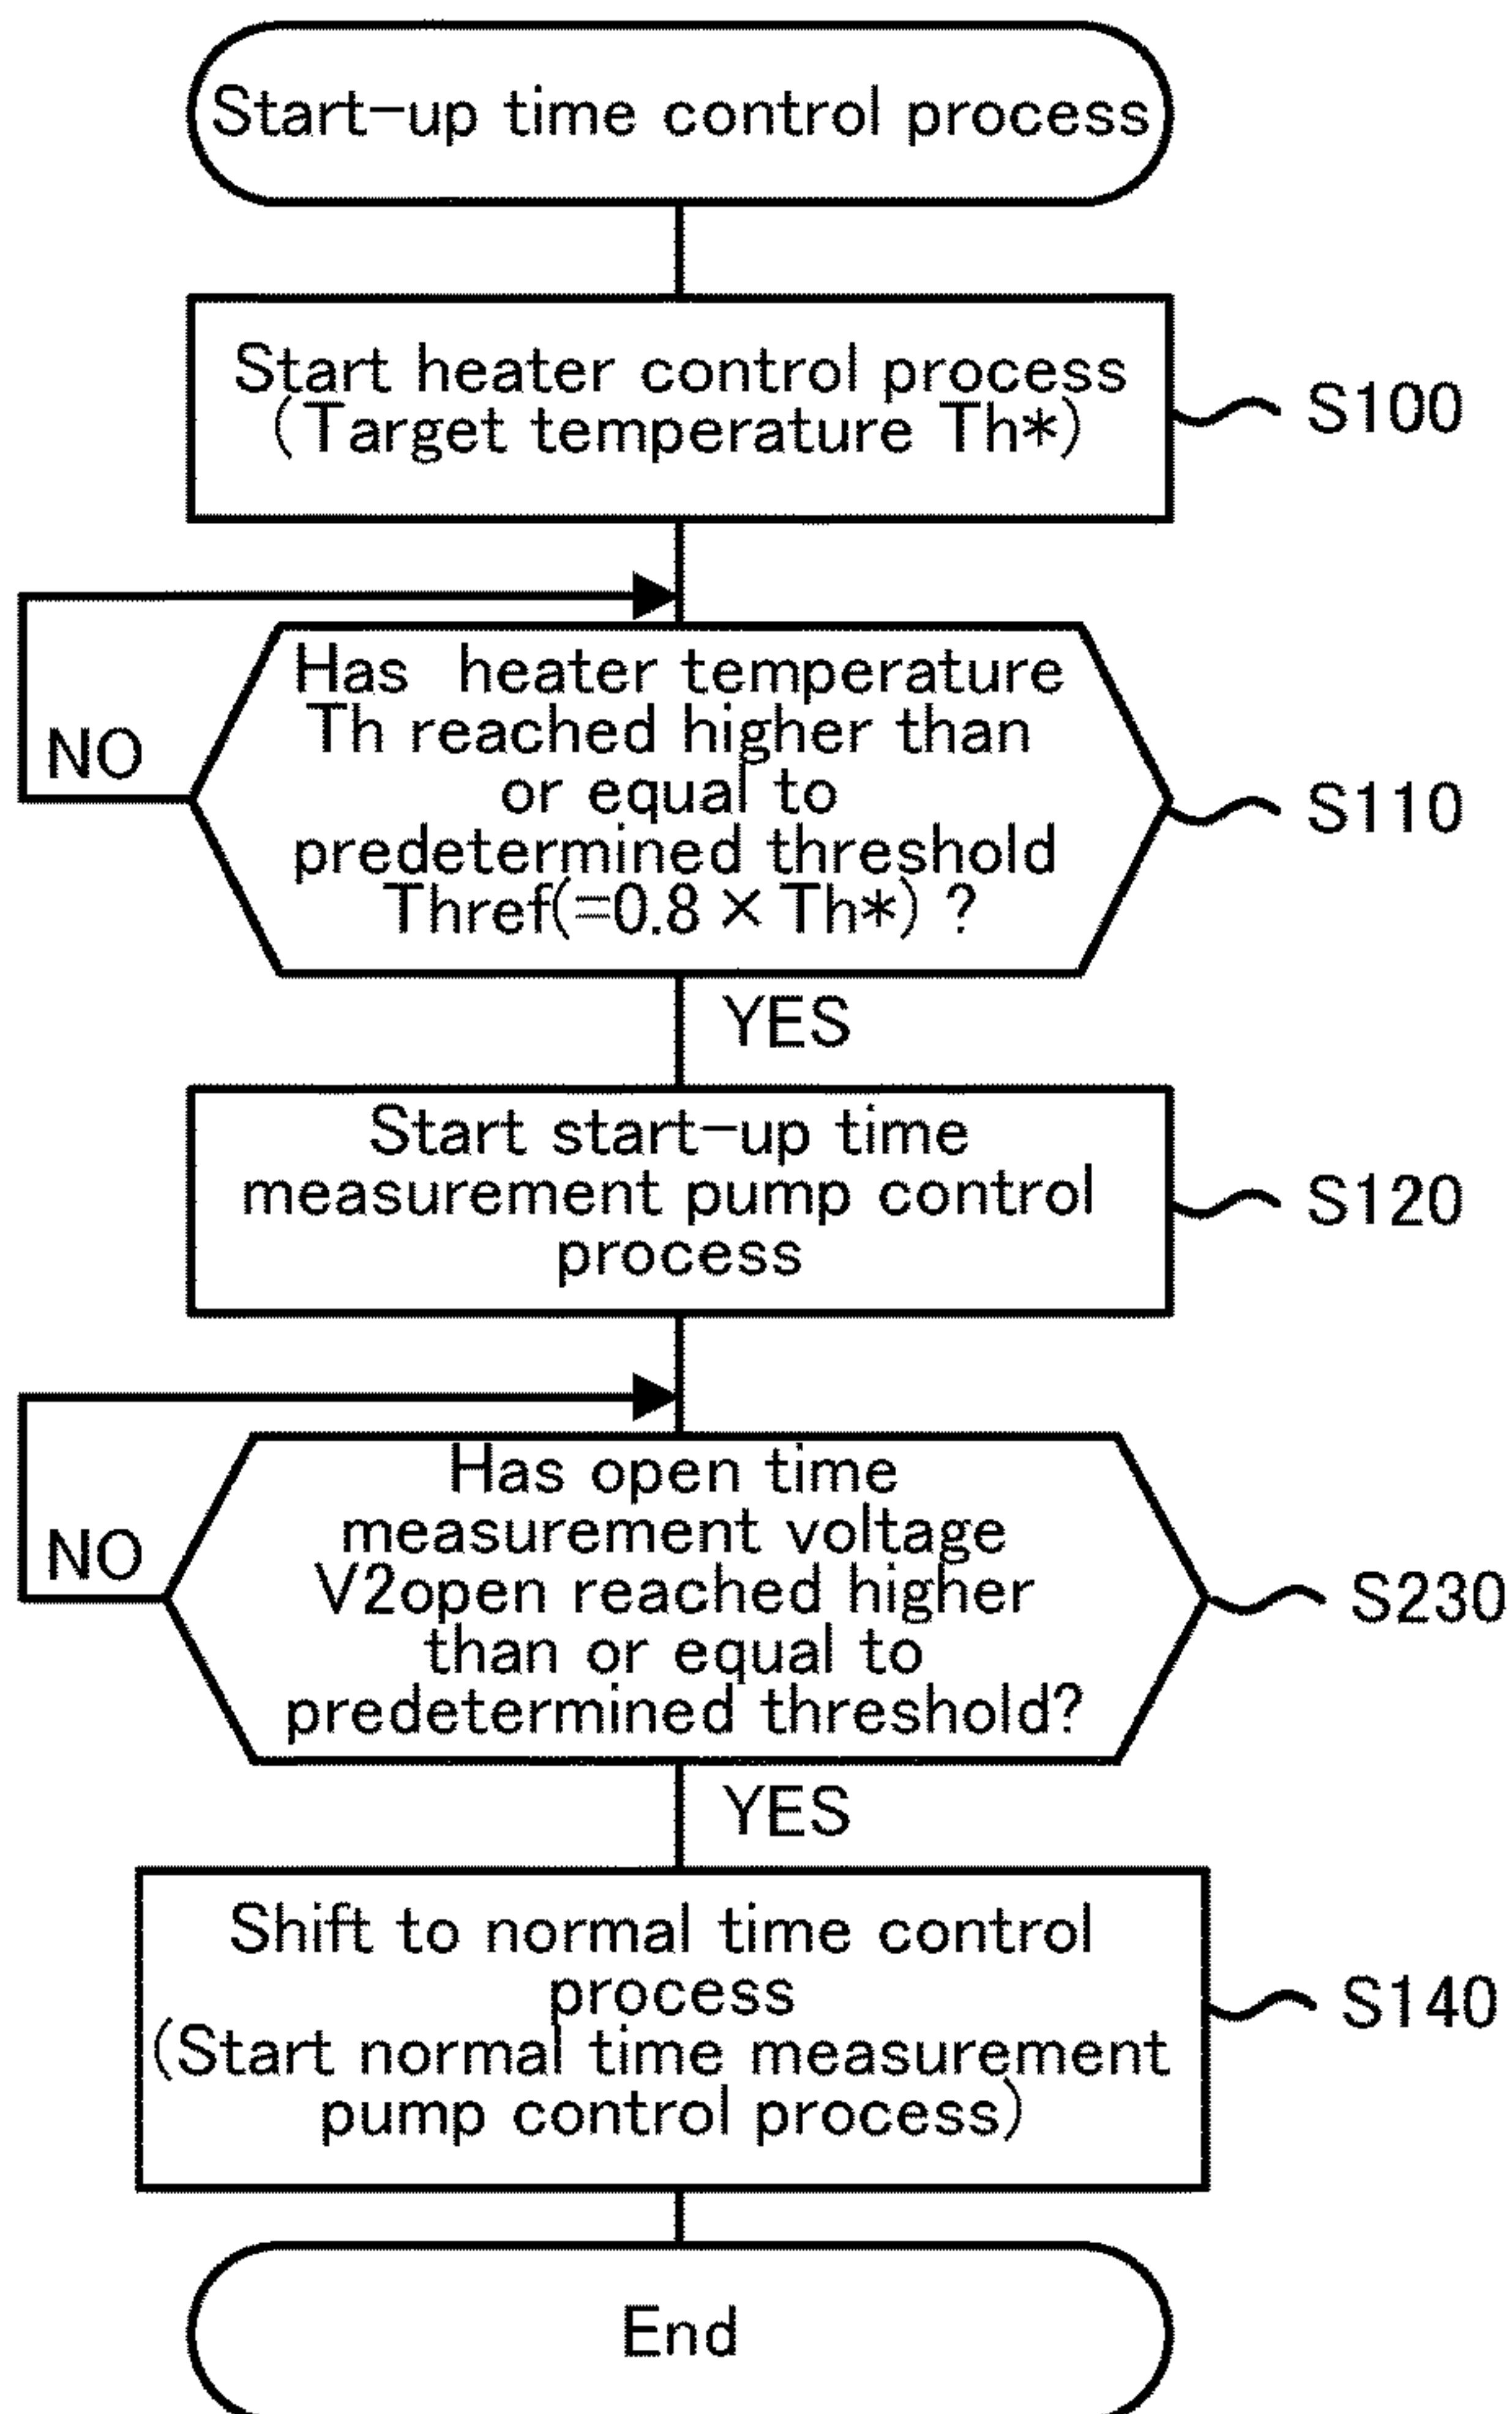 Start-up time control process
Start heater control process
(Target temperature Th*)
S100
Has heater temperature
Th reached higher than
or equal to
predetermined threshold
Thref(=0.8 × Th*) ?
NO
S110
YES
Start start-up time
measurement pump control
process
S120
Has open time
measurement voltage
V2open reached higher
than or equal to
predetermined threshold?
NO
S230
YES
Shift to normal time control
process
(Start normal time measurement
pump control process)
S140
End